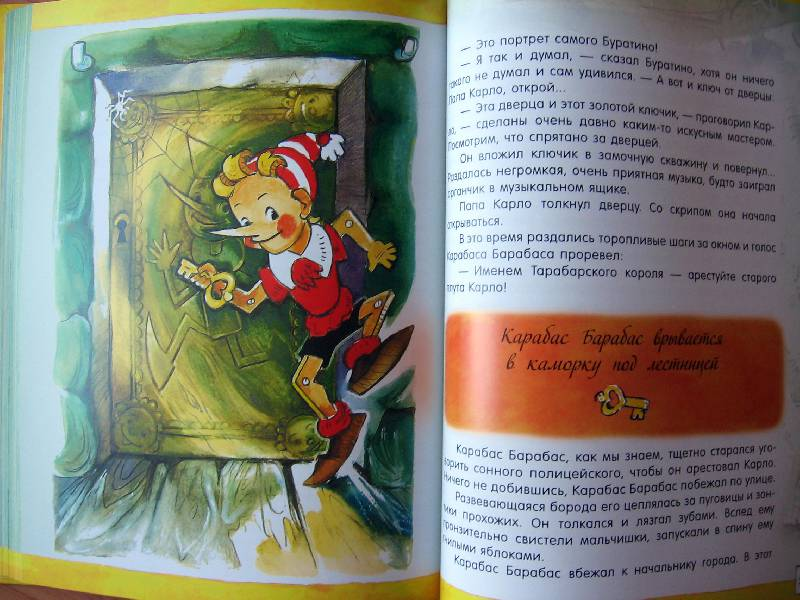 — Это портрет самого Буратино!
— Я так и думал, — сказал Буратино, хотя он ничего
такого не думал и сам удивился. — А вот и ключ от дверцы.
Папа Карло, открой...
— Эта дверца и этот золотой ключик, — проговорил Кар-
ло, — сделаны очень давно каким-то искусным мастером.
Посмотрим, что спрятано за дверцей.
Он вложил ключик в замочную скважину и повернул...
Раздалась негромкая, очень приятная музыка, будто заиграл
органчик в музыкальном ящике.
Папа Карло толкнул дверцу. Со скрипом она начала
открываться.
В это время раздались торопливые шаги за окном и голос
Карабаса Барабаса проревел:
— Именем Тарабарского короля — арестуйте старого
плута Карло!
Карабас Барабас врывается
в каморку под лестницей
Карабас Барабас, как мы знаем, тщетно старался уго-
ворить сонного полицейского, чтобы он арестовал Карло.
Ничего не добившись, Карабас Барабас побежал по улице.
Развевающаяся борода его цеплялась за пуговицы и зон-
тики прохожих. Он толкался и лязгал зубами. Вслед ему
пронзительно свистели мальчишки, запускали в спину ему
гнилыми яблоками.
Карабас Барабас вбежал к начальнику города. В этот